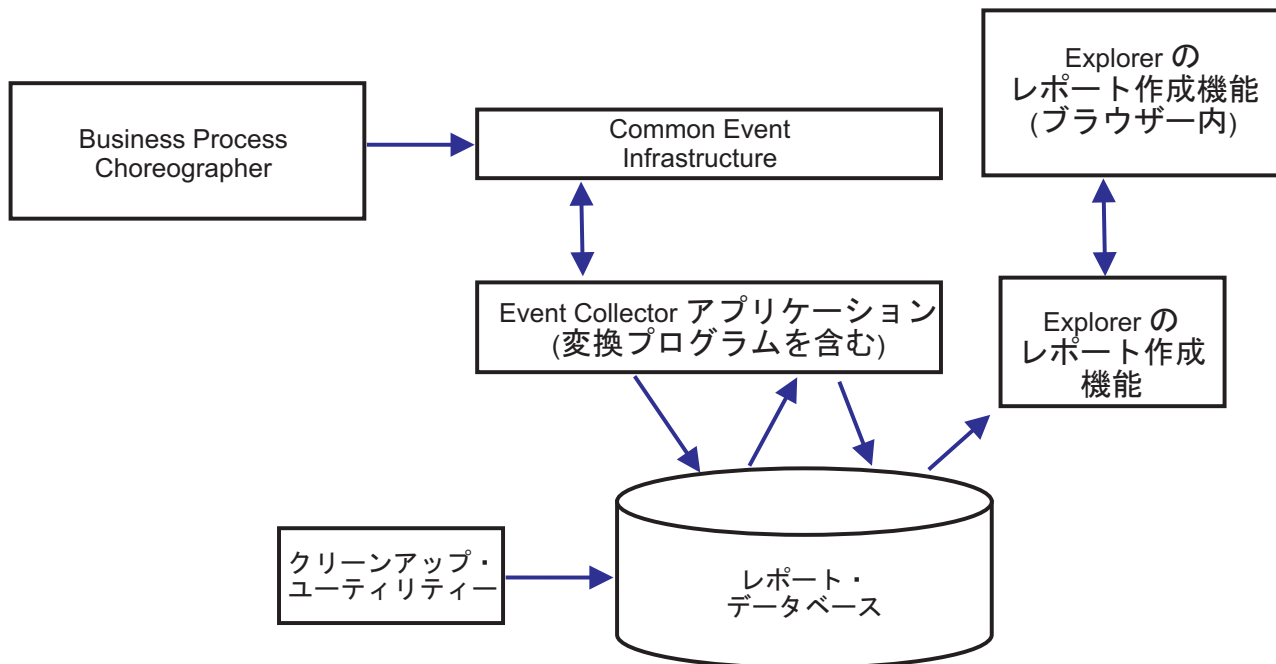 Business Process
Choreographer
Common Event
Infrastructure
Explorer の
レポート作成機能
(ブラウザー内)
Event Collector アプリケーション
(変換プログラムを含む)
Explorer の
レポート作成
機能
クリーンアップ・
ユーティリティー
レポート・
データベース